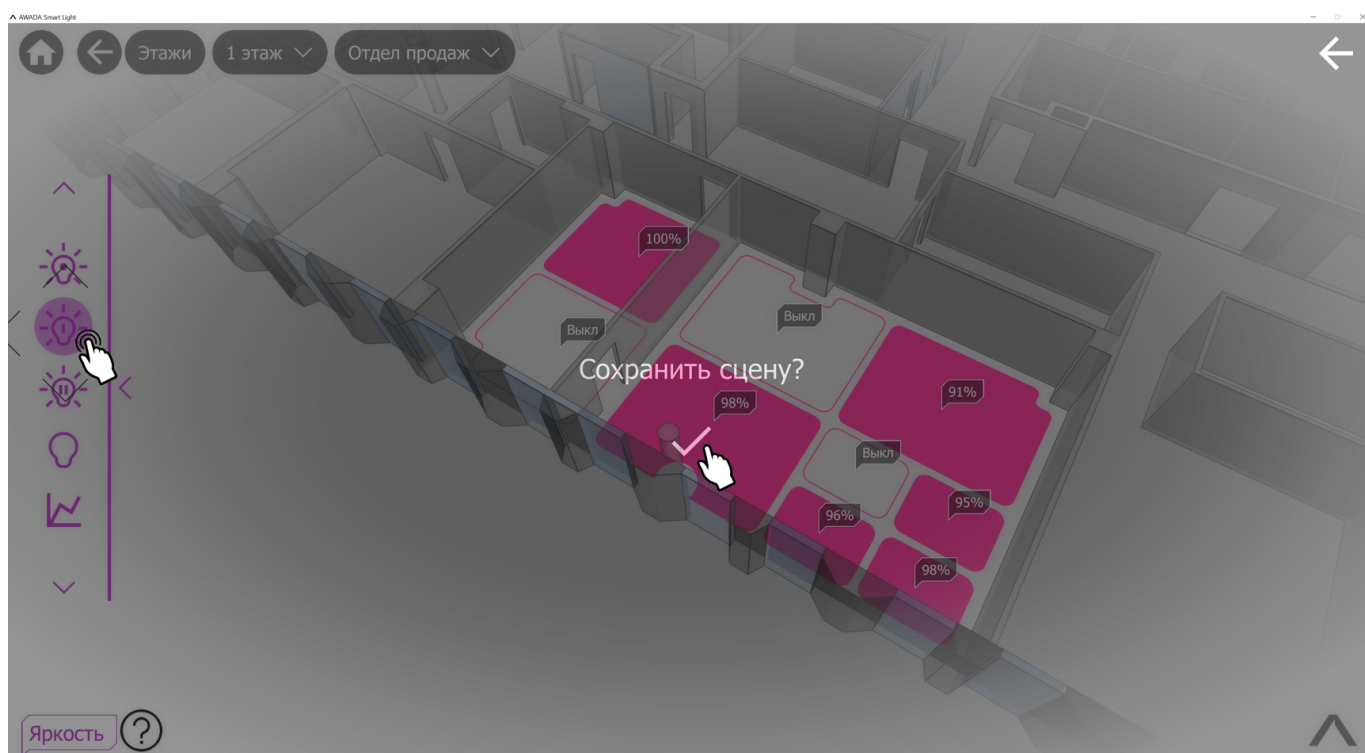 AWADA Smart Light
Этажи
1 этаж
Отдел продаж
100%
Выкл
Выкл
Сохранить сцену?
91%
98%
Выкл
95%
96%
98%
Яркость
?